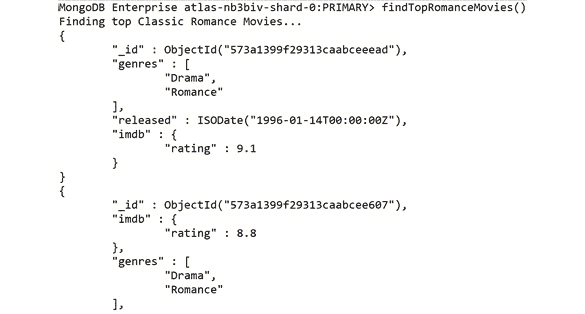 MongoDB Enterprise atlas-nb3biv-shard-0:PRIMARY> findTopRomanceMovies()
Finding top Classic Romance Movies...
{
"_id" : ObjectId("573a1399f29313caabceeead"),
"genres" : [
"Drama",
"Romance"
],
"released" : ISODate("1996-01-14T00:00:00Z"),
"imdb" : {
"rating" : 9.1
}
}
{
"_id" : ObjectId("573a1399f29313caabcee607"),
"imdb" : {
"rating" : 8.8
},
"genres" : [
"Drama",
"Romance"
],